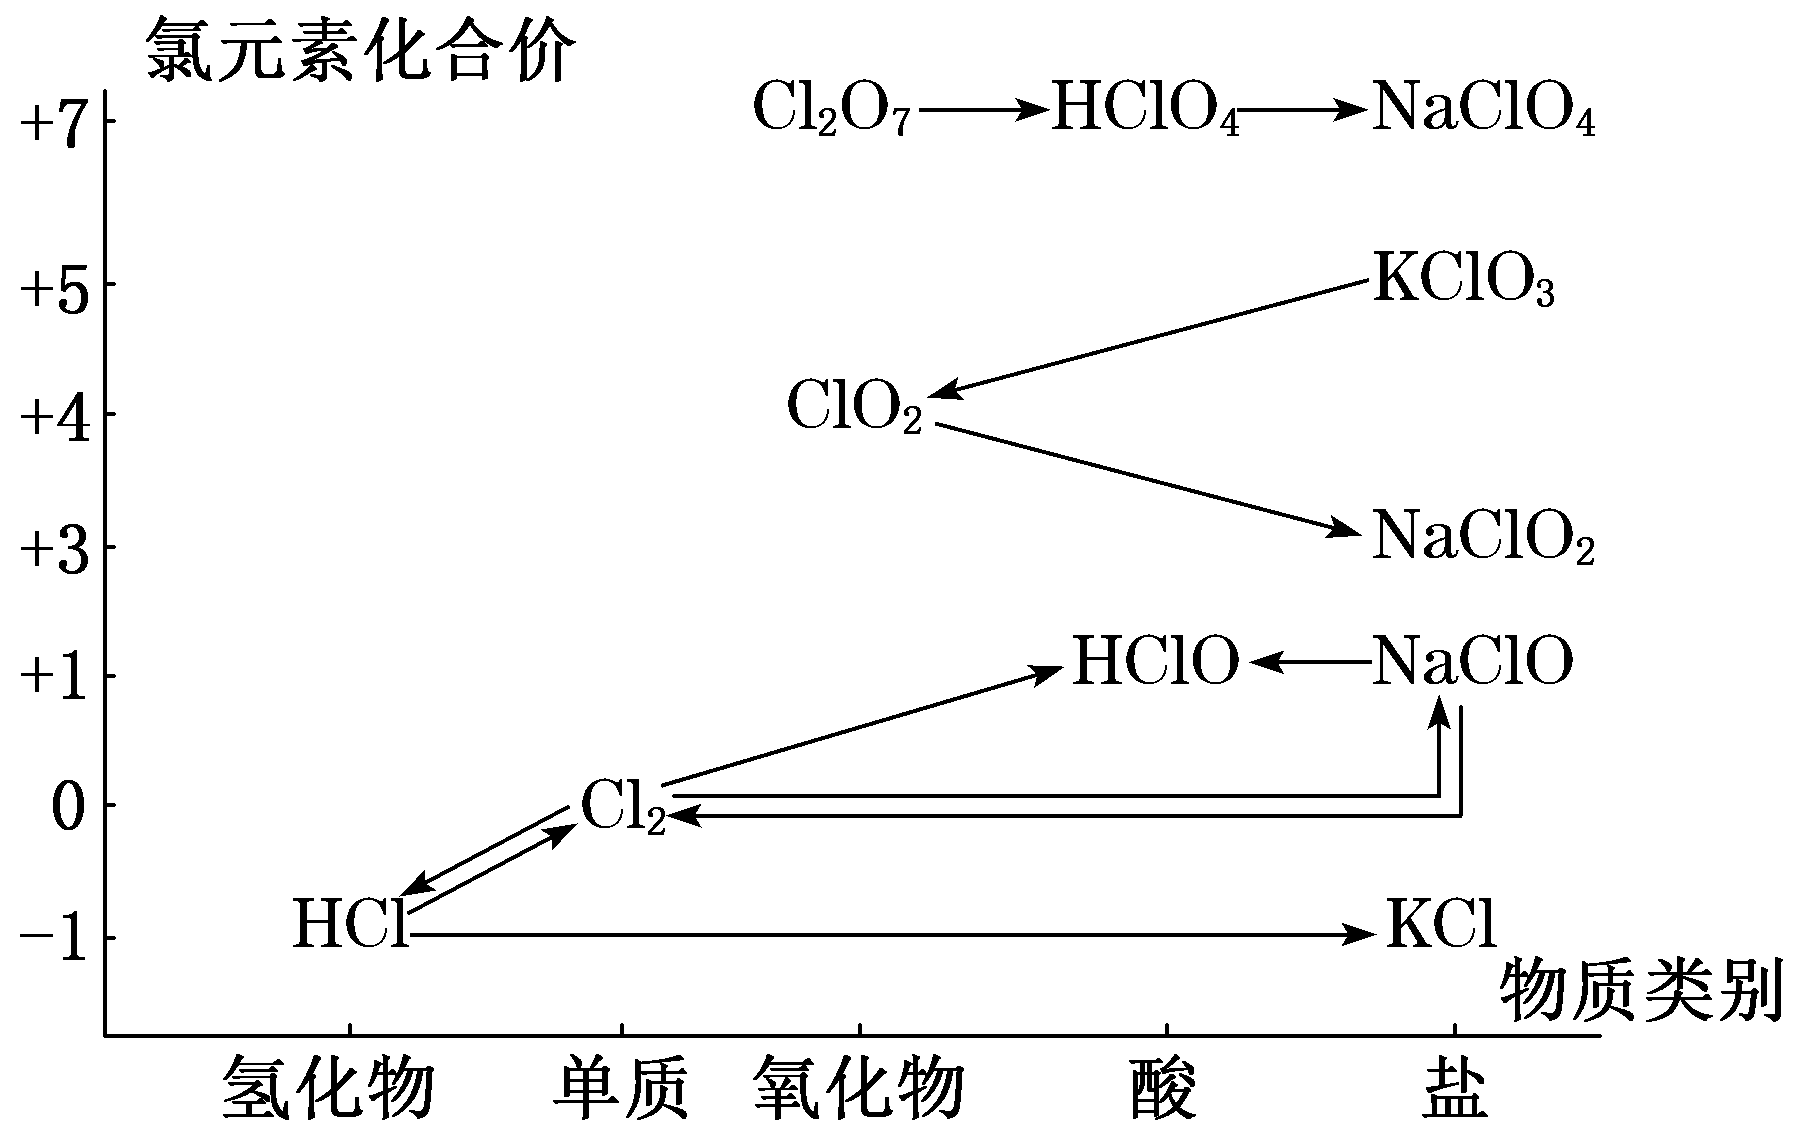 氯元素化合价
+7 Cl₂O₇ HClO₄ NaClO₄
+5 KClO₃
+4 ClO₂
+3 NaClO₂
+1 HClO NaClO
0 Cl₂
−1 HCl KCl
物质类别
氢化物 单质 氧化物 酸 盐